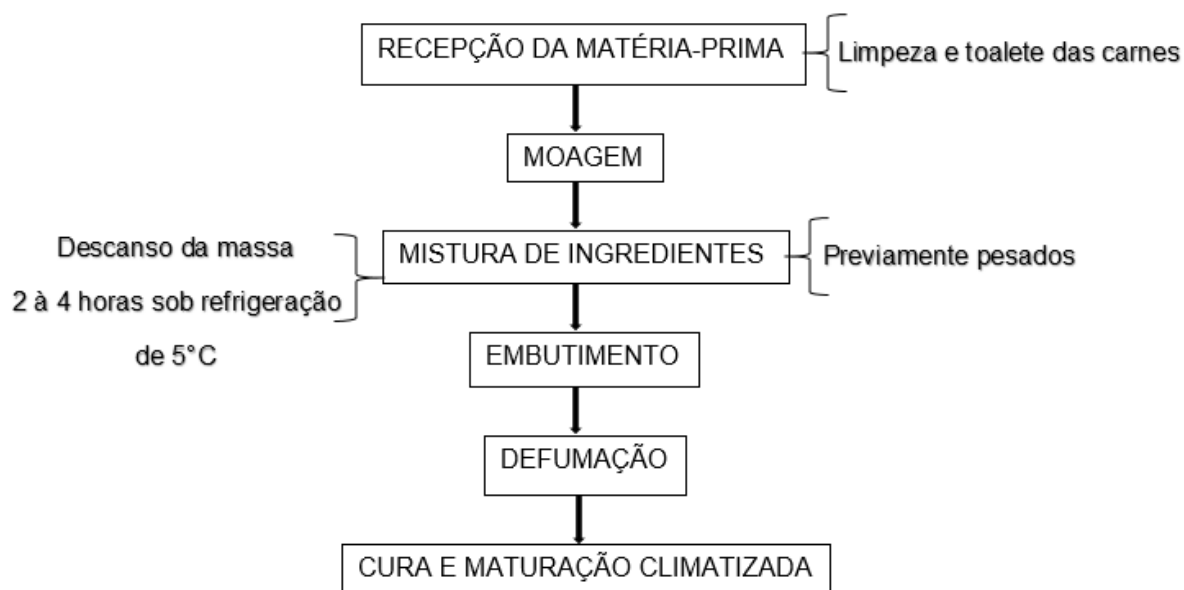 RECEPÇÃO DA MATÉRIA-PRIMA
Limpeza e toalete das carnes
MOAGEM
Descanso da massa
2 à 4 horas sob refrigeração
de 5°C
MISTURA DE INGREDIENTES
Previamente pesados
EMBUTIMENTO
DEFUMAÇÃO
CURA E MATURAÇÃO CLIMATIZADA